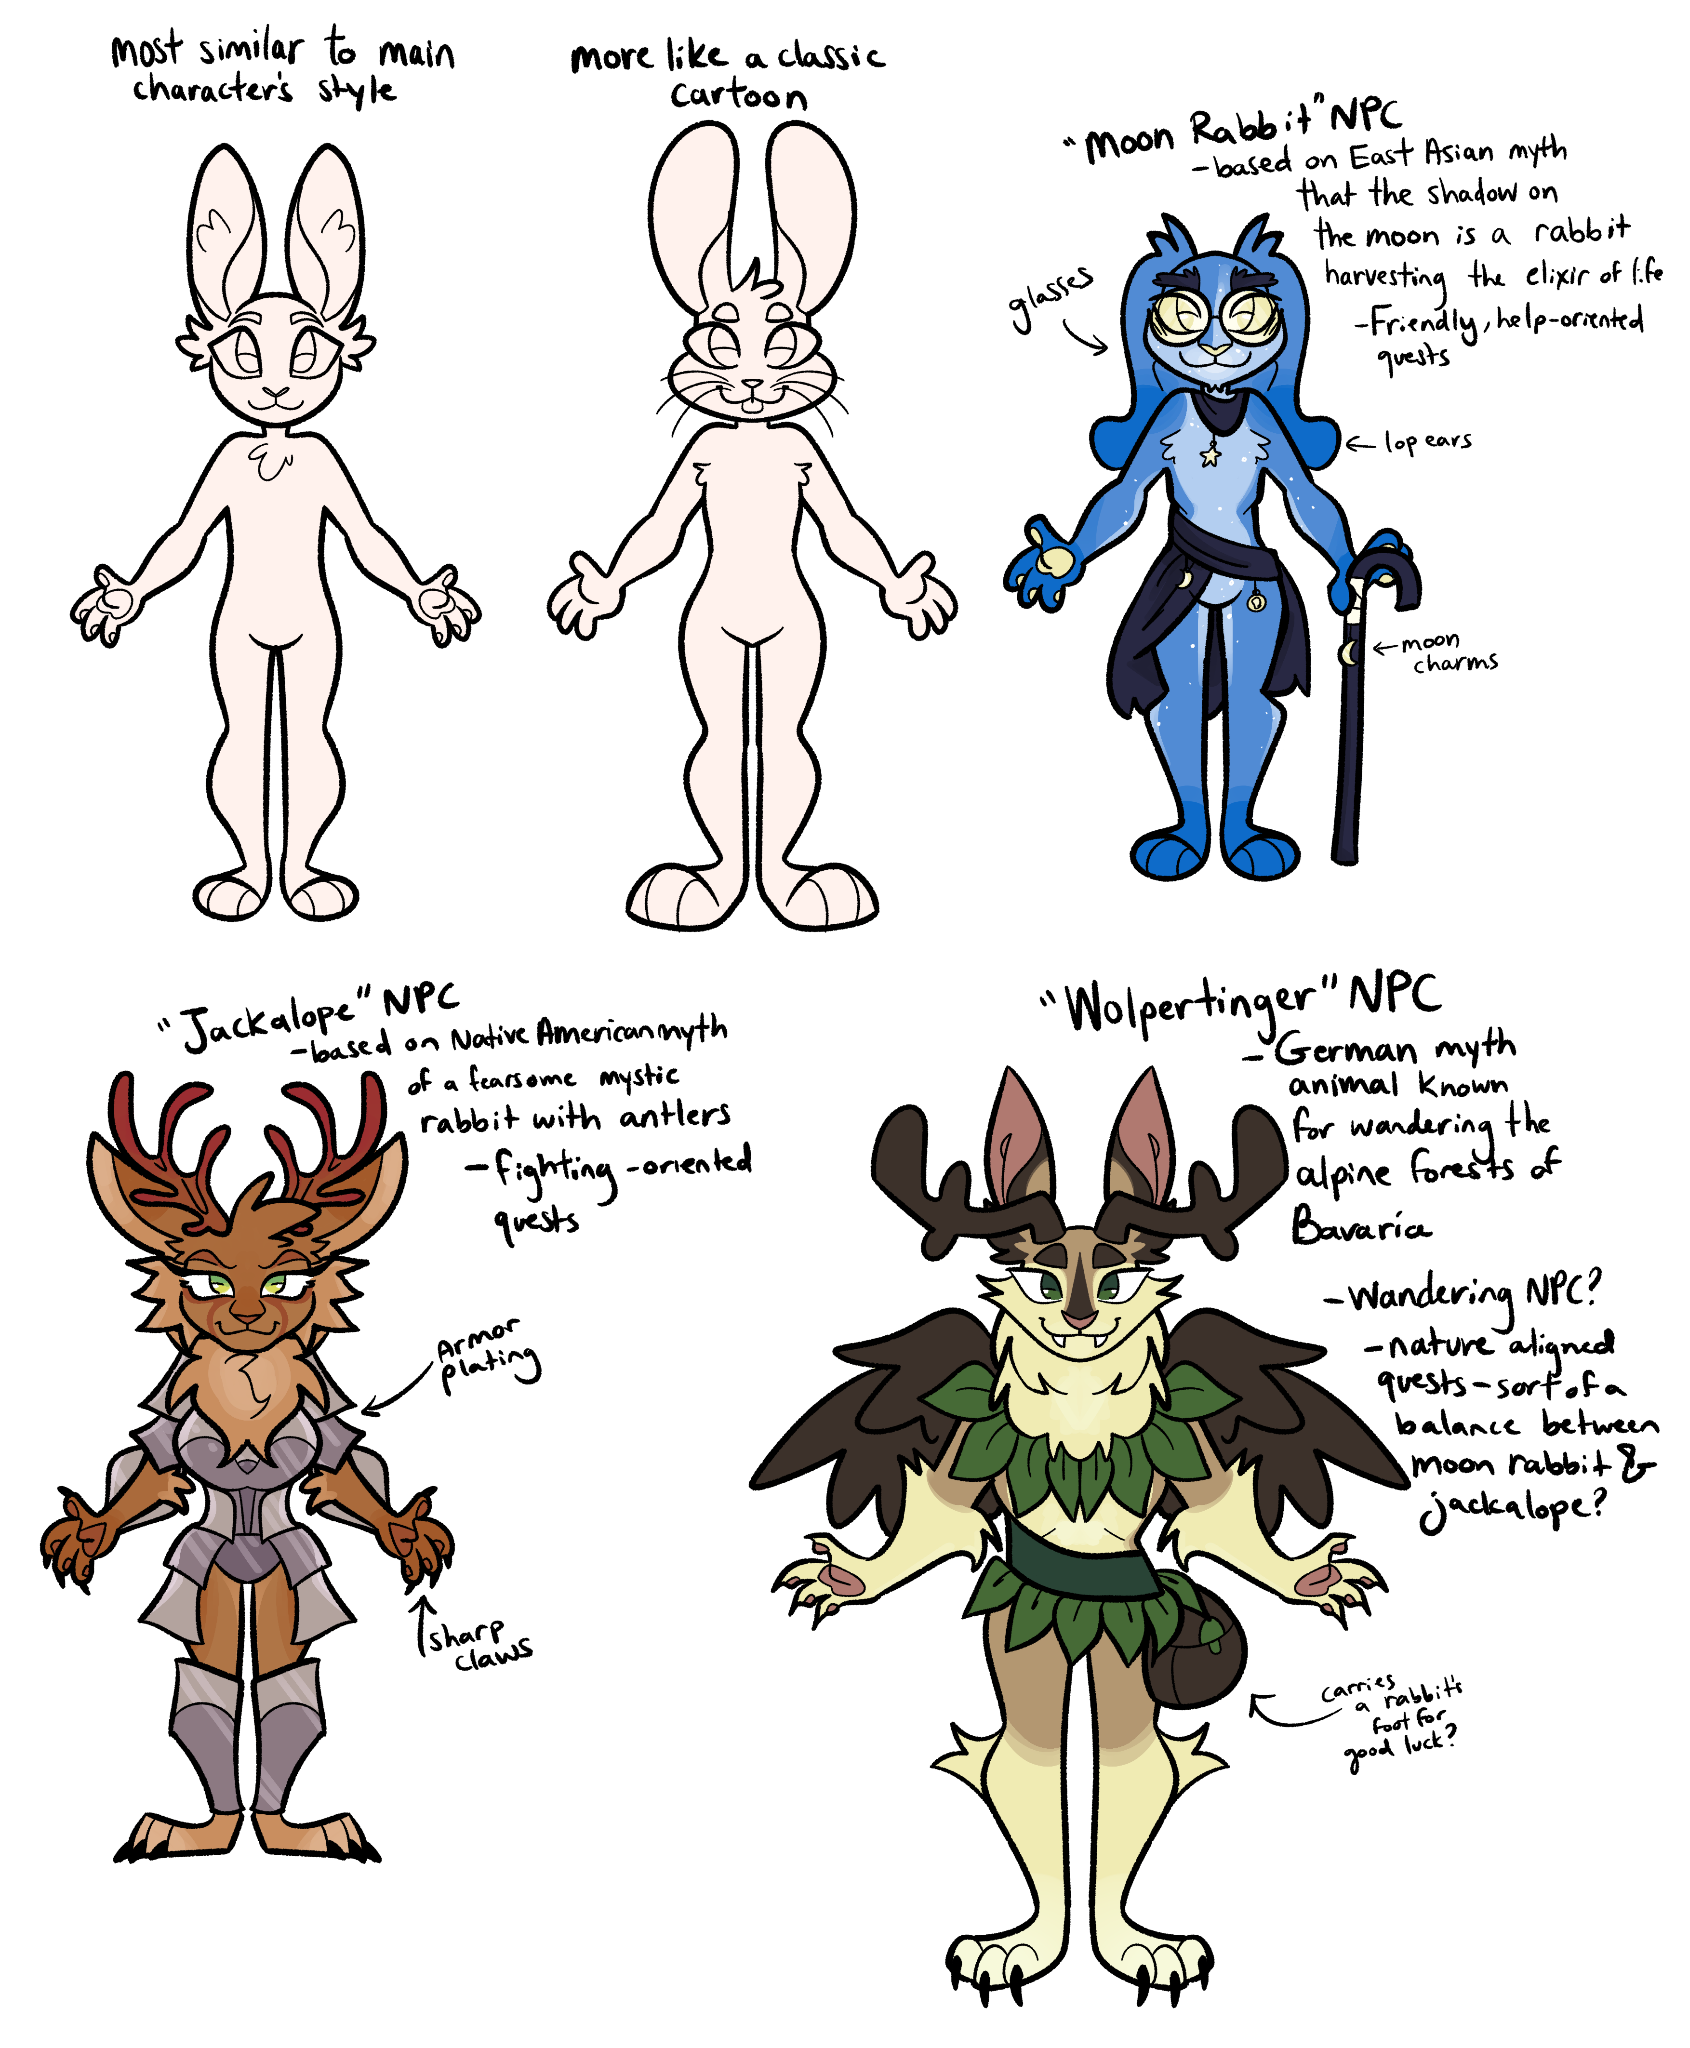 most similar to main
character's style
more like a classic
cartoon
"Moon Rabbit" NPC
-based on East Asian myth
that the shadow on
the moon is a rabbit
harvesting the elixir of life
-Friendly, help-oriented
quests
glasses
lop ears
moon
charms
"Jackalope" NPC
-based on Native American myth
of a fearsome mystic
rabbit with antlers
-fighting-oriented
quests
Armor
plating
sharp
claws
"Wolpertinger" NPC
-German myth
animal known
for wandering the
alpine forests of
Bavaria
-Wandering NPC?
-nature aligned
quests-sort of a
balance between
moon rabbit &
jackalope?
carries
a rabbit's
foot for
good luck?